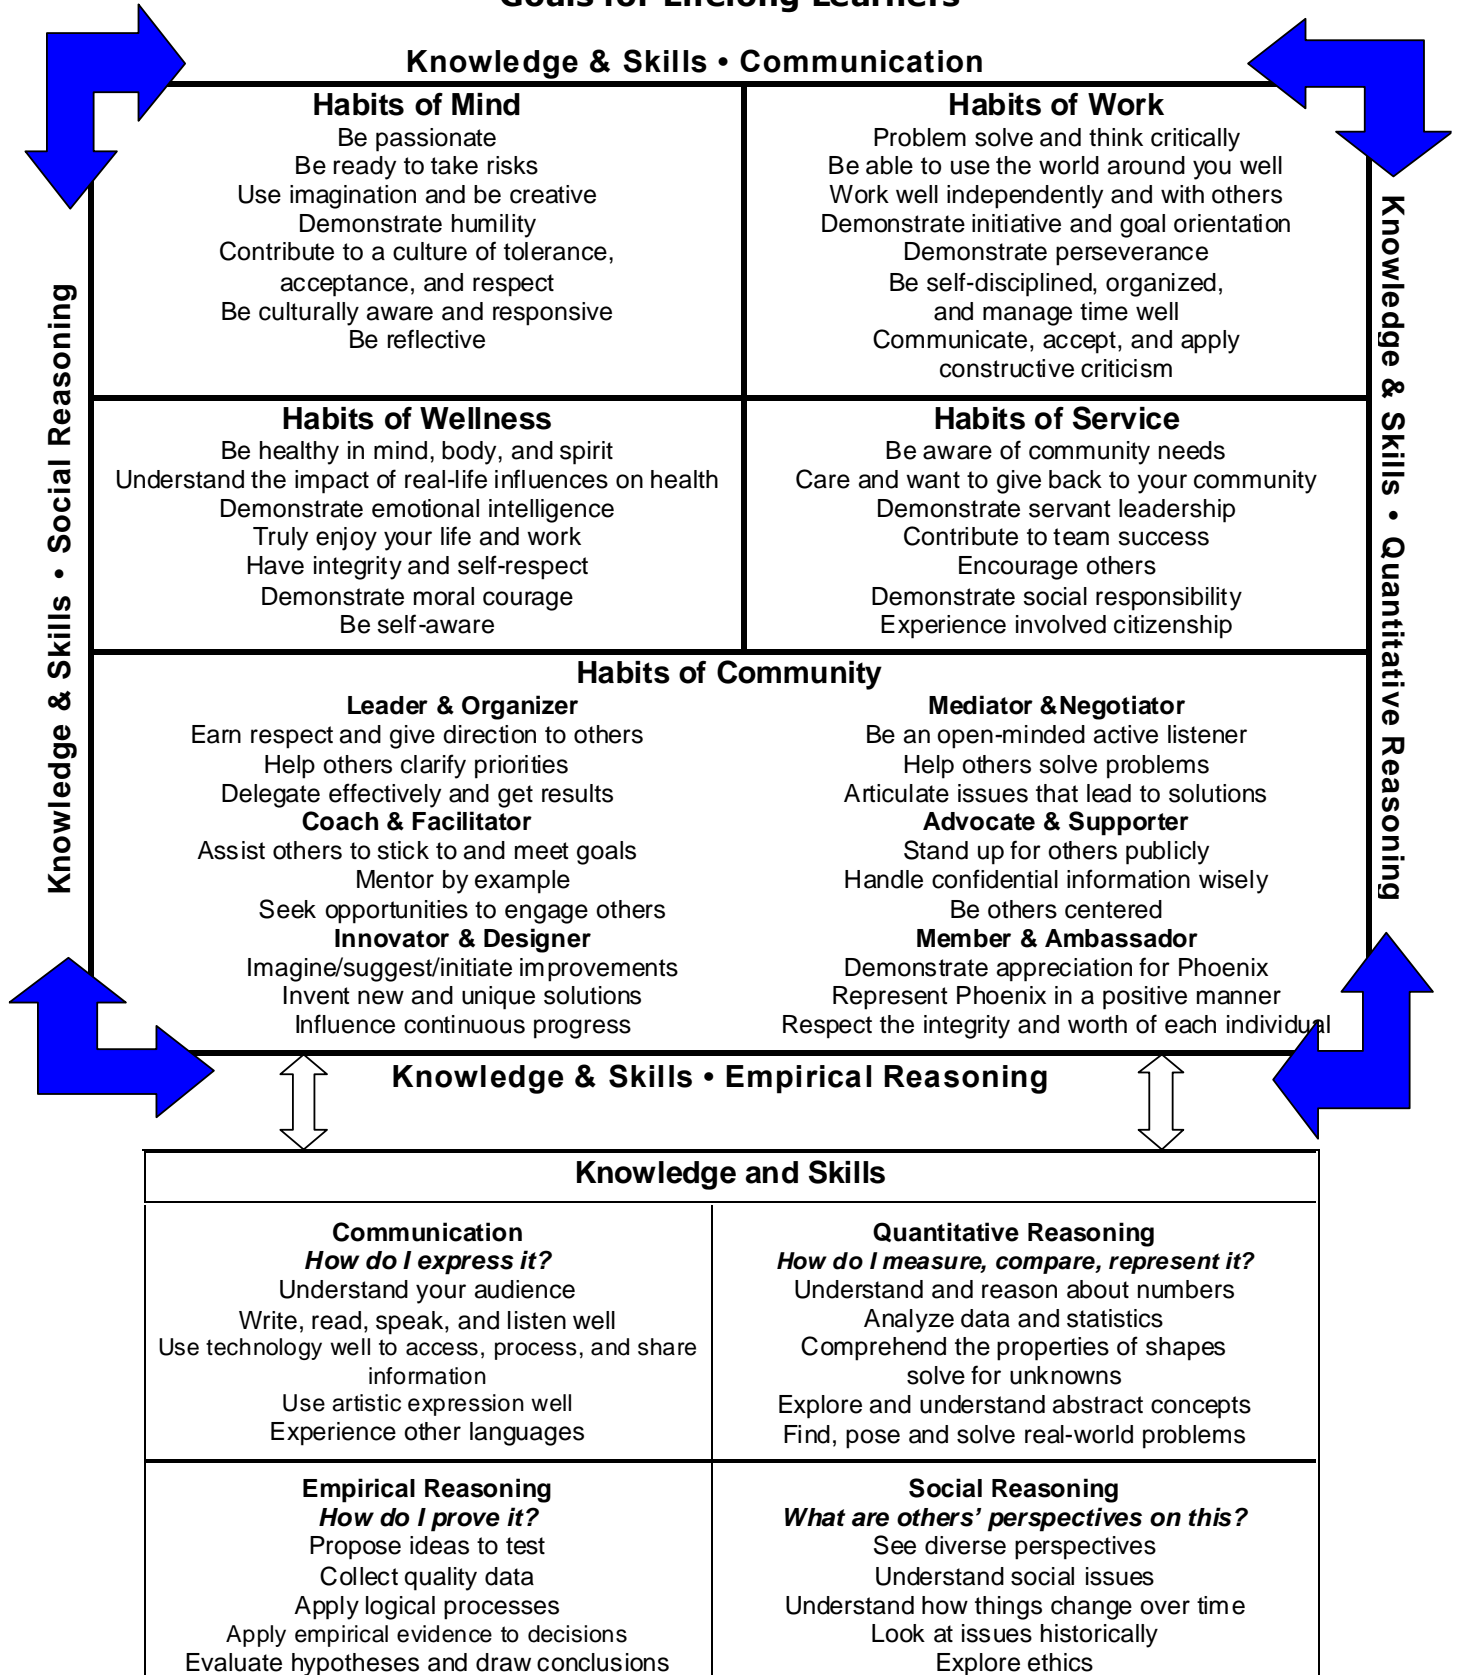 Goals for Lifelong Learners
Knowledge & Skills • Communication
Knowledge & Skills • Social Reasoning
Habits of Mind
Be passionate
Be ready to take risks
Use imagination and be creative
Demonstrate humility
Contribute to a culture of tolerance,
acceptance, and respect
Be culturally aware and responsive
Be reflective
Habits of Work
Problem solve and think critically
Be able to use the world around you well
Work well independently and with others
Demonstrate initiative and goal orientation
Demonstrate perseverance
Be self-disciplined, organized,
and manage time well
Communicate, accept, and apply
constructive criticism
Knowledge & Skills • Quantitative Reasoning
Habits of Wellness
Be healthy in mind, body, and spirit
Understand the impact of real-life influences on health
Demonstrate emotional intelligence
Truly enjoy your life and work
Have integrity and self-respect
Demonstrate moral courage
Be self-aware
Habits of Service
Be aware of community needs
Care and want to give back to your community
Demonstrate servant leadership
Contribute to team success
Encourage others
Demonstrate social responsibility
Experience involved citizenship
Habits of Community
Leader & Organizer
Earn respect and give direction to others
Help others clarify priorities
Delegate effectively and get results
Coach & Facilitator
Assist others to stick to and meet goals
Mentor by example
Seek opportunities to engage others
Innovator & Designer
Imagine/suggest/initiate improvements
Invent new and unique solutions
Influence continuous progress
Mediator &Negotiator
Be an open-minded active listener
Help others solve problems
Articulate issues that lead to solutions
Advocate & Supporter
Stand up for others publicly
Handle confidential information wisely
Be others centered
Member & Ambassador
Demonstrate appreciation for Phoenix
Represent Phoenix in a positive manner
Respect the integrity and worth of each individual
Knowledge & Skills • Empirical Reasoning
Knowledge and Skills
Communication
How do I express it?
Understand your audience
Write, read, speak, and listen well
Use technology well to access, process, and share
information
Use artistic expression well
Experience other languages
Quantitative Reasoning
How do I measure, compare, represent it?
Understand and reason about numbers
Analyze data and statistics
Comprehend the properties of shapes
solve for unknowns
Explore and understand abstract concepts
Find, pose and solve real-world problems
Empirical Reasoning
How do I prove it?
Propose ideas to test
Collect quality data
Apply logical processes
Apply empirical evidence to decisions
Evaluate hypotheses and draw conclusions
Social Reasoning
What are others’ perspectives on this?
See diverse perspectives
Understand social issues
Understand how things change over time
Look at issues historically
Explore ethics